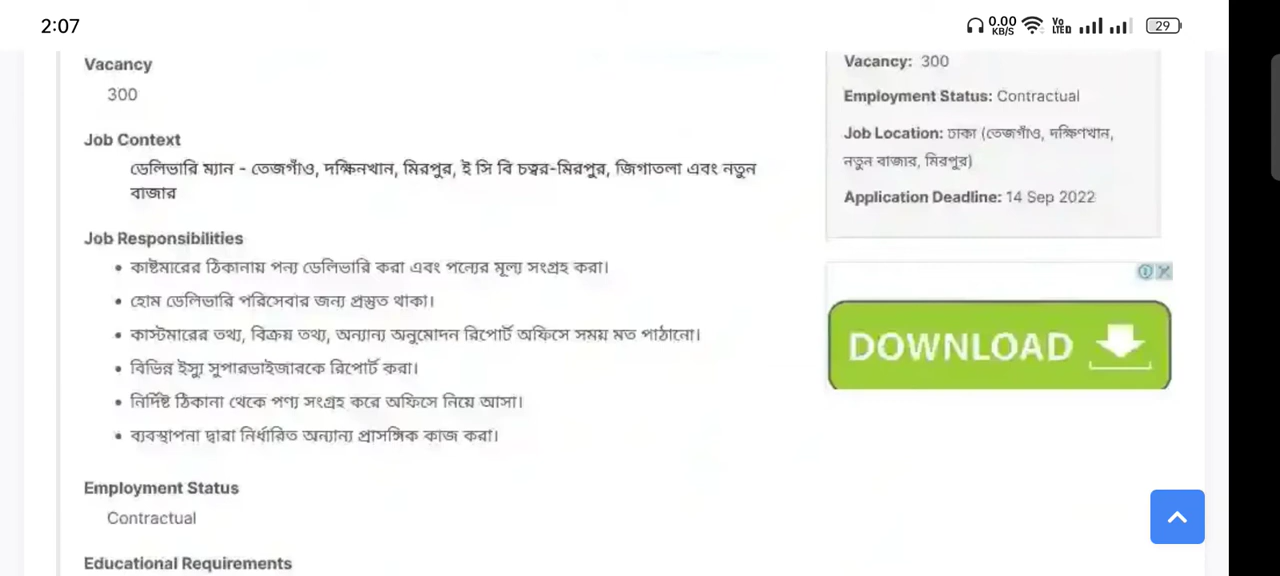 2:07
0.00 KB/S
Vo LTE
29
Vacancy
300
Job Context
ডেলিভারি ম্যান - তেজগাঁও, দক্ষিনখান, মিরপুর, ই সি বি চত্বর-মিরপুর, জিগাতলা এবং নতুন
বাজার
Job Responsibilities
• কাষ্টমারের ঠিকানায় পন্য ডেলিভারি করা এবং পন্যের মূল্য সংগ্রহ করা।
• হোম ডেলিভারি পরিসেবার জন্য প্রস্তুত থাকা।
• কাস্টমারের তথ্য, বিক্রয় তথ্য, অন্যান্য অনুমোদন রিপোর্ট অফিসে সময় মত পাঠানো।
• বিভিন্ন ইস্যু সুপারভাইজারকে রিপোর্ট করা।
• নির্দিষ্ট ঠিকানা থেকে পণ্য সংগ্রহ করে অফিসে নিয়ে আসা।
• ব্যবস্থাপনা দ্বারা নির্ধারিত অন্যান্য প্রাসঙ্গিক কাজ করা।
Employment Status
Contractual
Educational Requirements
Vacancy: 300
Employment Status: Contractual
Job Location: ঢাকা (তেজগাঁও, দক্ষিণখান,
নতুন বাজার, মিরপুর)
Application Deadline: 14 Sep 2022
DOWNLOAD